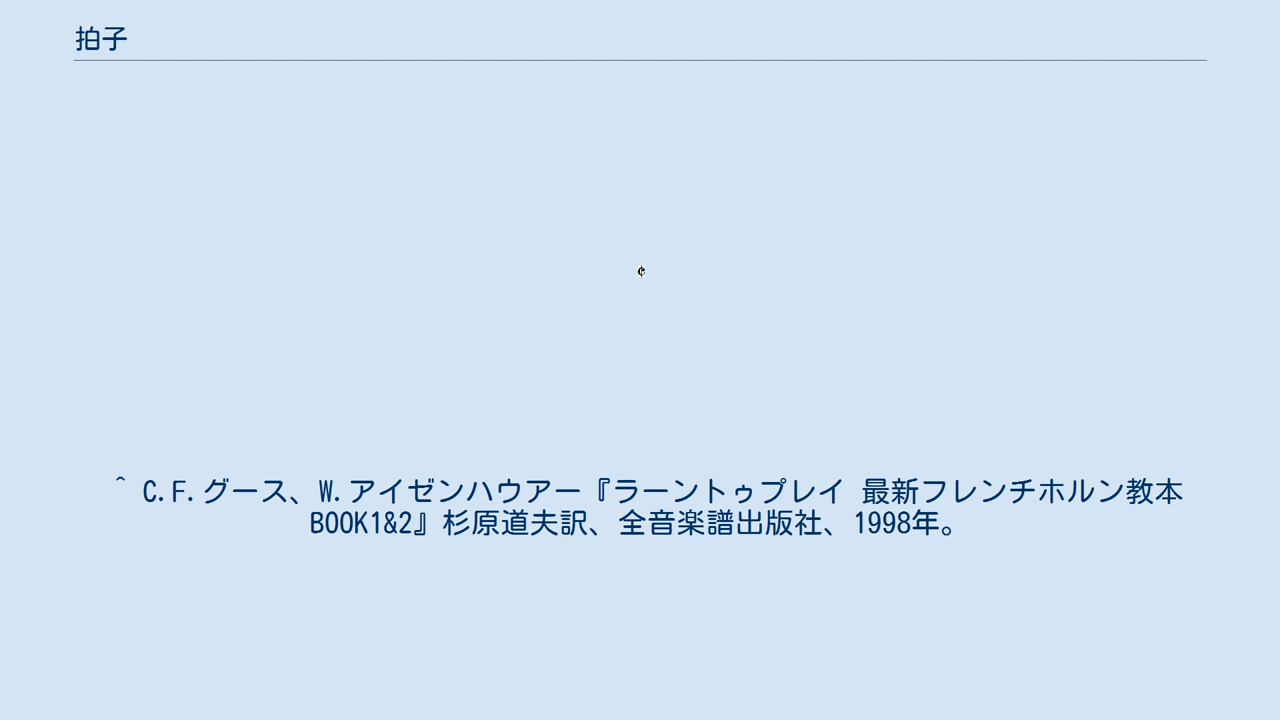 拍子
^ C.F.グース、W.アイゼンハウアー『ラーントゥプレイ 最新フレンチホルン教本
BOOK1&2』杉原道夫訳、全音楽譜出版社、1998年。